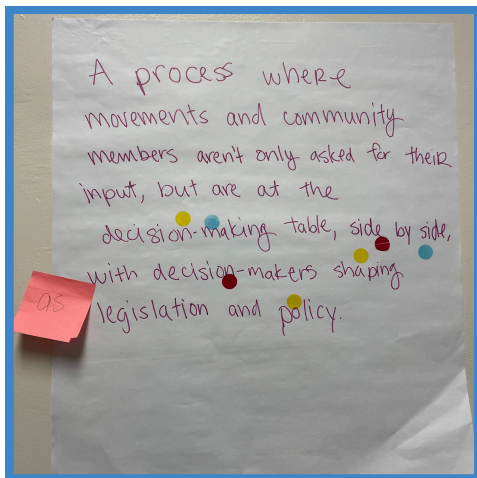 A process where
movements and community
members aren't only asked for their
input, but are at the
decision-making table, side by side,
with decision-makers shaping
as
legislation and policy.